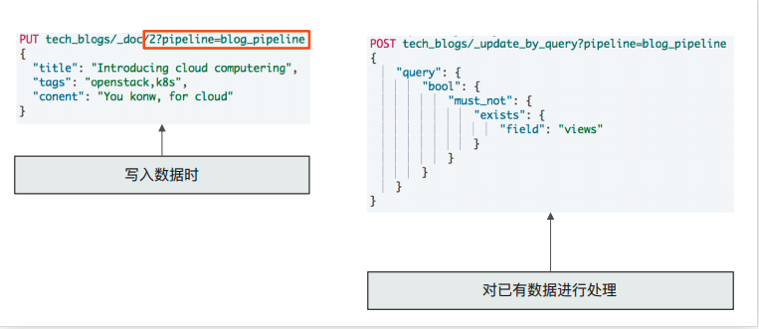 PUT tech_blogs/_doc/2?pipeline=blog_pipeline
{
"title": "Introducing cloud computering",
"tags": "openstack,k8s",
"conent": "You konw, for cloud"
}
写入数据时
POST tech_blogs/_update_by_query?pipeline=blog_pipeline
{
"query": {
"bool": {
"must_not": {
"exists": {
"field": "views"
}
}
}
}
}
对已有数据进行处理